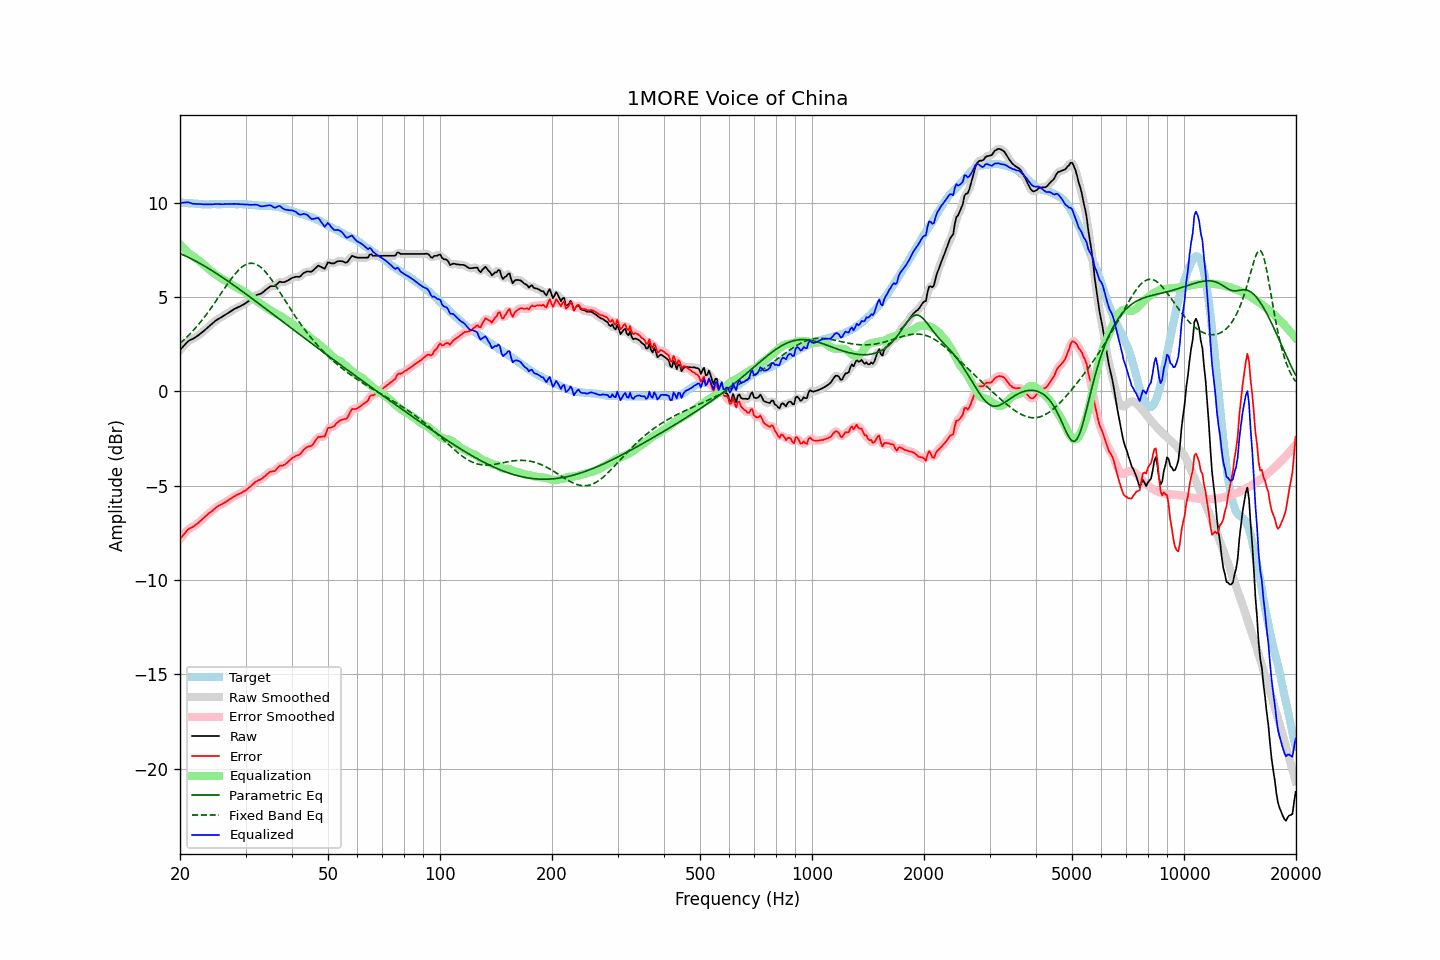 1MORE Voice of China
Amplitude (dBr)
10
5
0
−5
−10
−15
−20
Target
Raw Smoothed
Error Smoothed
Raw
Error
Equalization
Parametric Eq
Fixed Band Eq
Equalized
20 50 100 200 500 1000 2000 5000 10000 20000
Frequency (Hz)